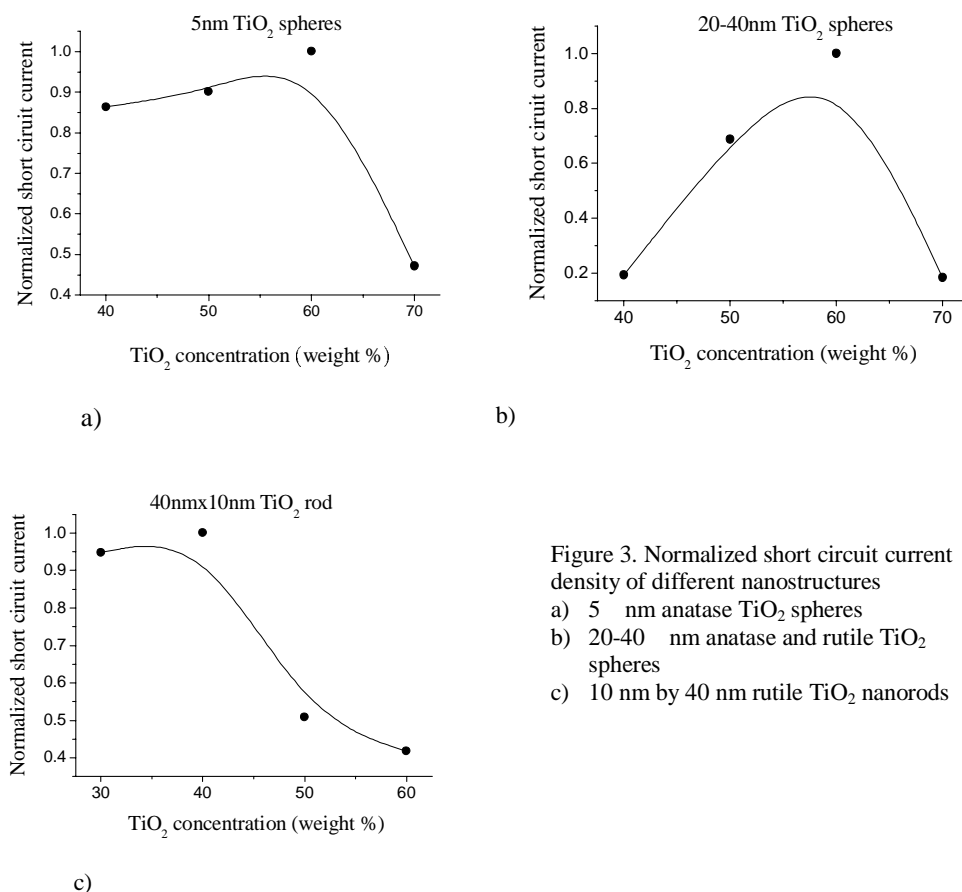 5nm TiO₂ spheres
Normalized short ciruit current
1.0
0.9
0.8
0.7
0.6
0.5
0.4
40
50
60
70
TiO₂ concentration (weight %)
a)
20-40nm TiO₂ spheres
Normalized short ciruit current
1.0
0.8
0.6
0.4
0.2
40
50
60
70
TiO₂ concentration (weight %)
b)
40nmx10nm TiO₂ rod
Normalized short ciruit current
1.0
0.9
0.8
0.7
0.6
0.5
0.4
30
40
50
60
TiO₂ concentration (weight %)
c)
Figure 3. Normalized short circuit current
density of different nanostructures
a) 5 nm anatase TiO₂ spheres
b) 20-40 nm anatase and rutile TiO₂
spheres
c) 10 nm by 40 nm rutile TiO₂ nanorods